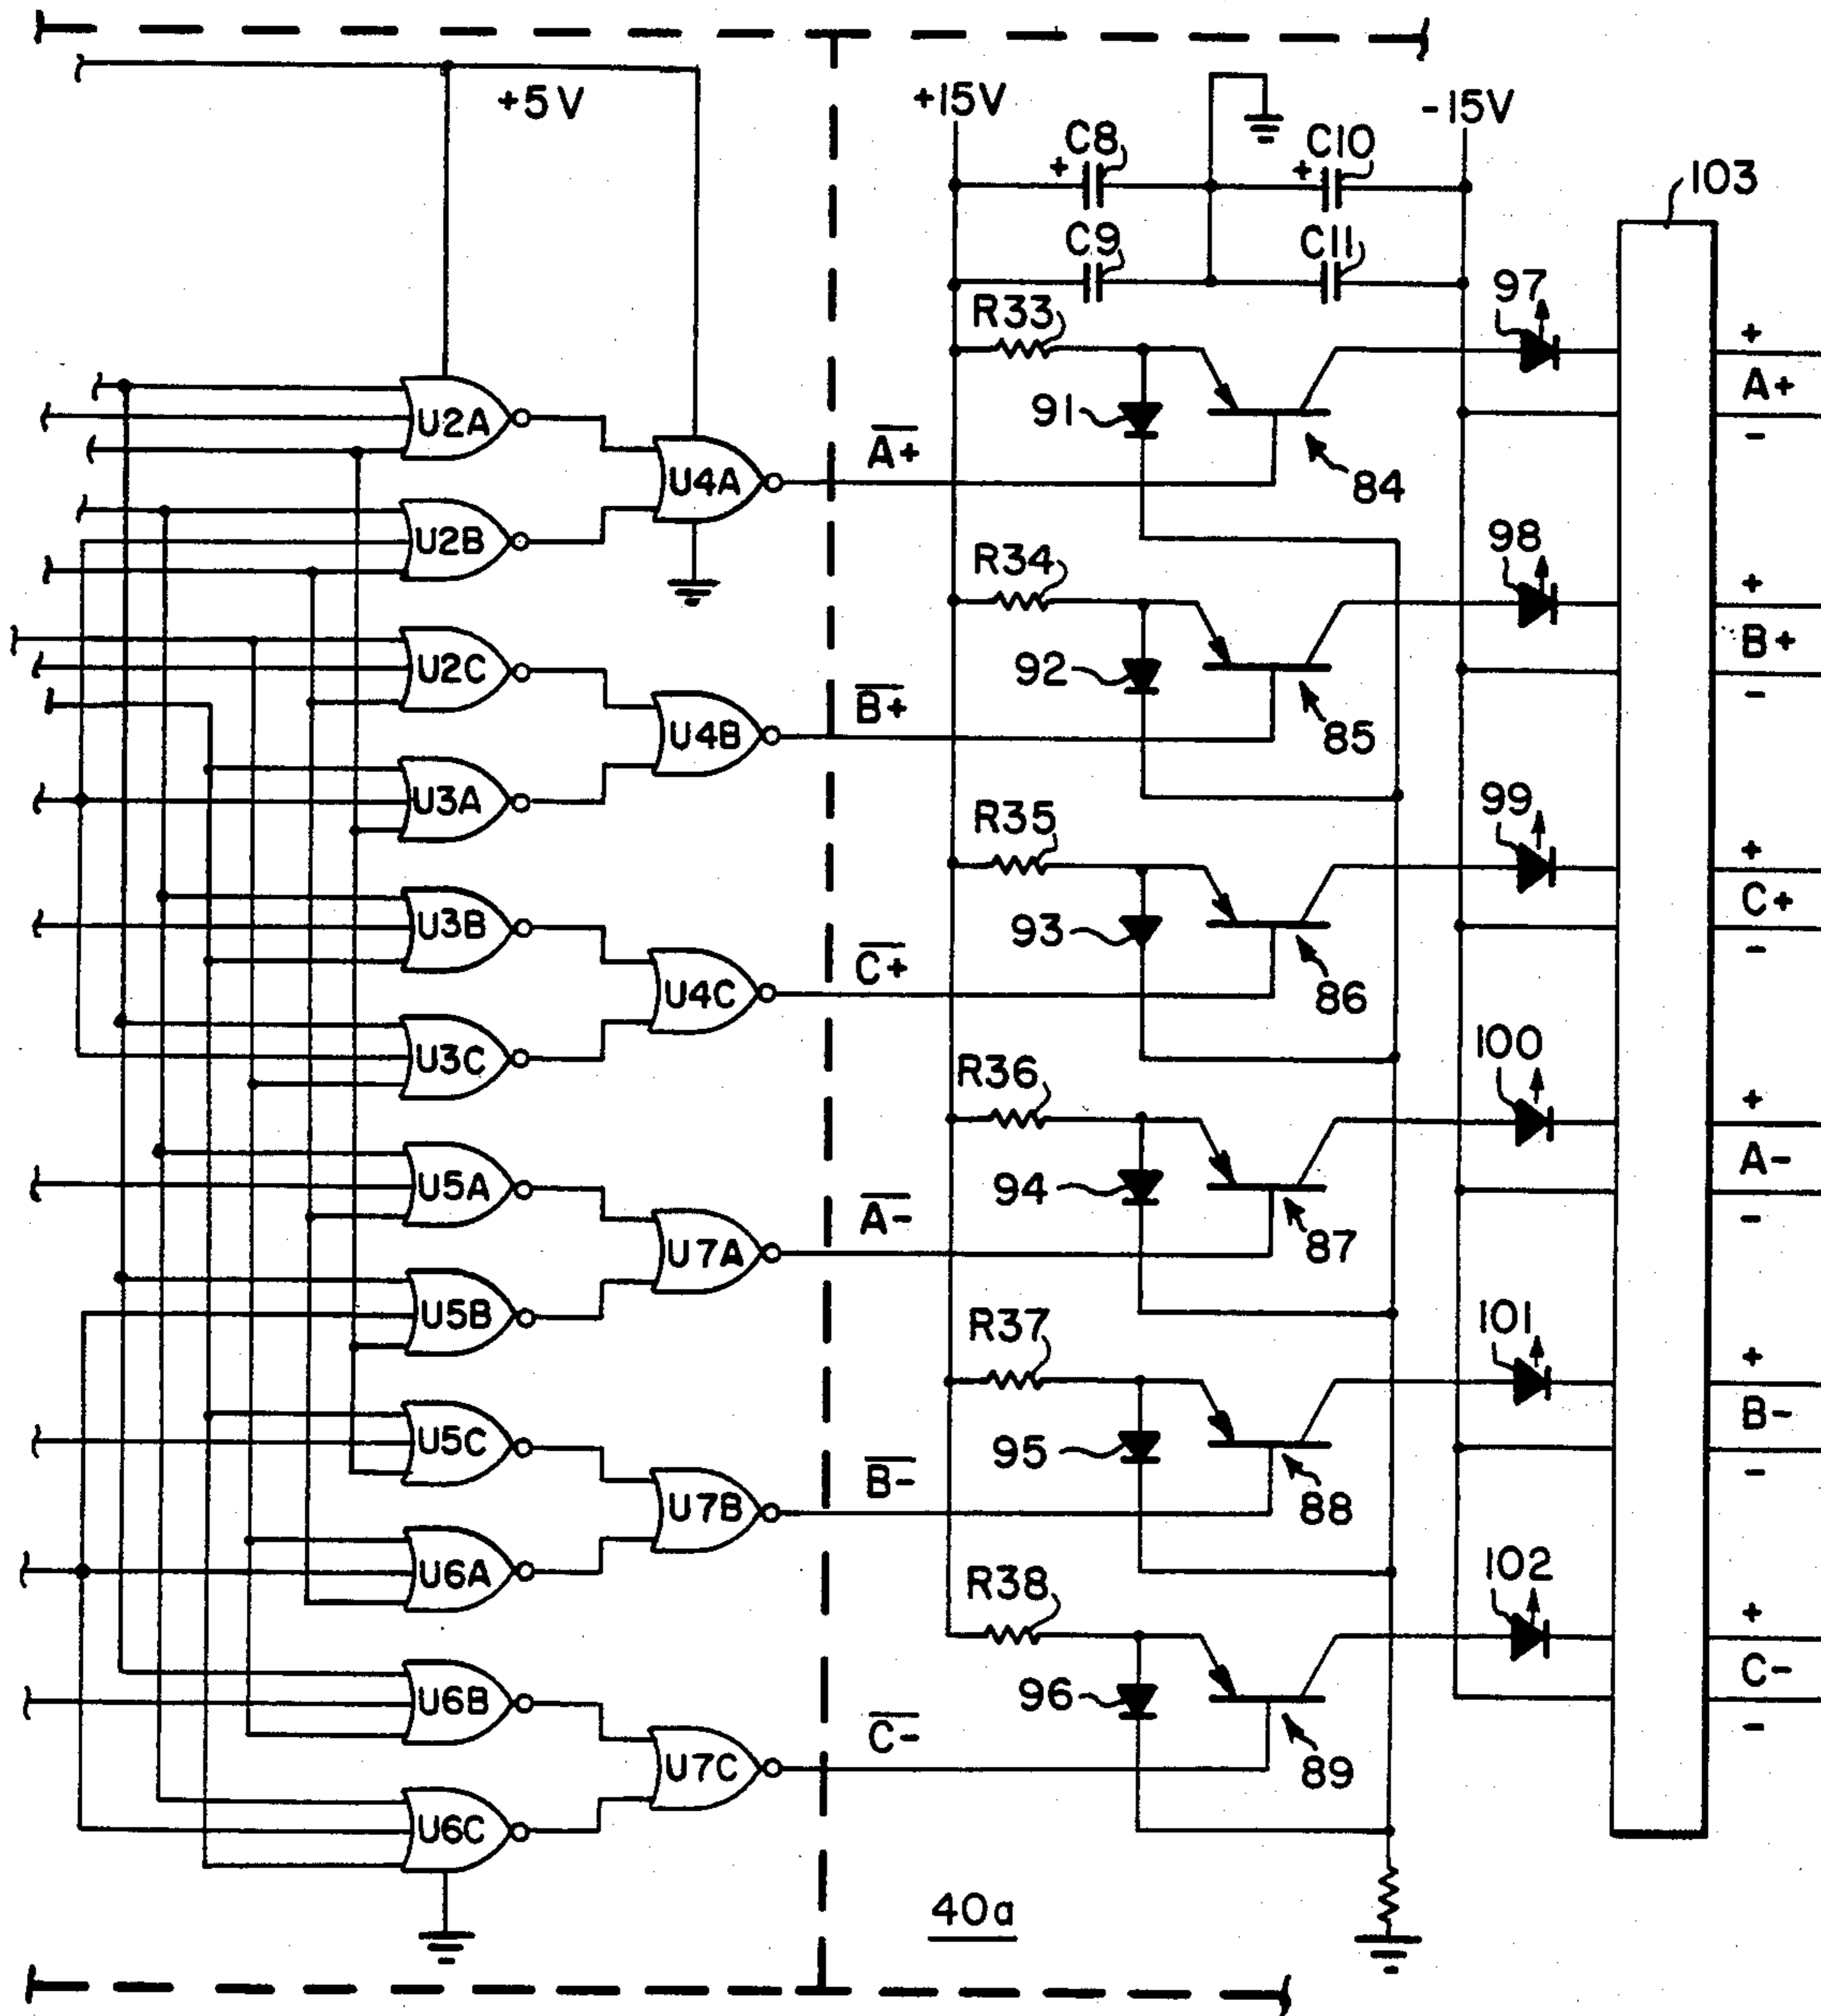 +5V
+15V
-15V
C8
+
C10
+
C9
C11
103
R33
97
+
A+
-
91
84
U2A
U4A
A̅+̅
U2B
R34
98
+
B+
-
92
85
U2C
U4B
B̅+̅
U3A
R35
99
+
C+
-
93
86
U3B
U4C
C̅+̅
U3C
R36
100
+
A-
-
94
87
U5A
U7A
A̅-̅
U5B
R37
101
+
B-
-
95
88
U5C
U7B
B̅-̅
U6A
R38
102
+
C-
-
96
89
U6B
U7C
C̅-̅
U6C
40a